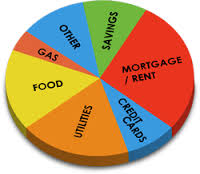 SAVINGS
OTHER
GAS
MORTGAGE
/ RENT
FOOD
UTILITIES
CREDIT
CARDS